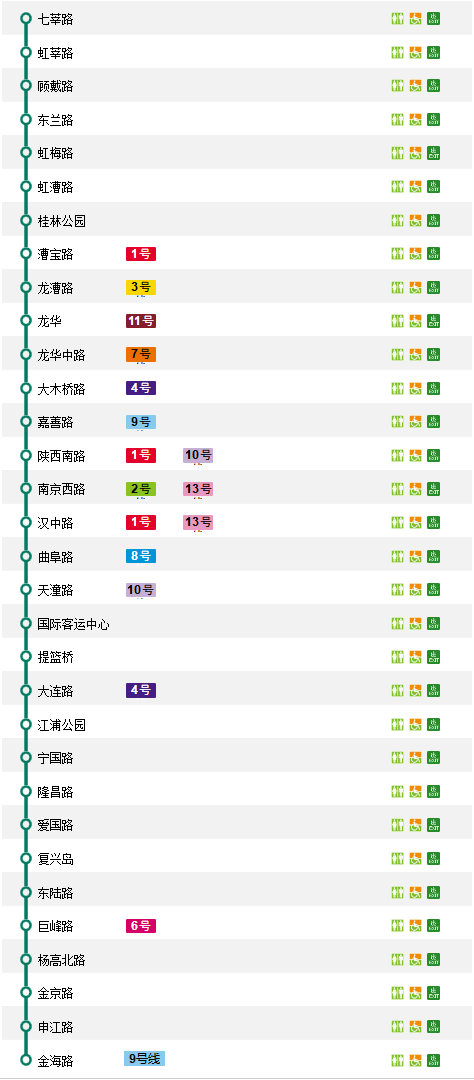 七莘路
虹莘路
顾戴路
东兰路
虹梅路
虹漕路
桂林公园
漕宝路 1号
龙漕路 3号
龙华 11号
龙华中路 7号
大木桥路 4号
嘉善路 9号
陕西南路 1号 10号
南京西路 2号 13号
汉中路 1号 13号
曲阜路 8号
天潼路 10号
国际客运中心
提篮桥
大连路 4号
江浦公园
宁国路
隆昌路
爱国路
复兴岛
东陆路
巨峰路 6号
杨高北路
金京路
申江路
金海路 9号线